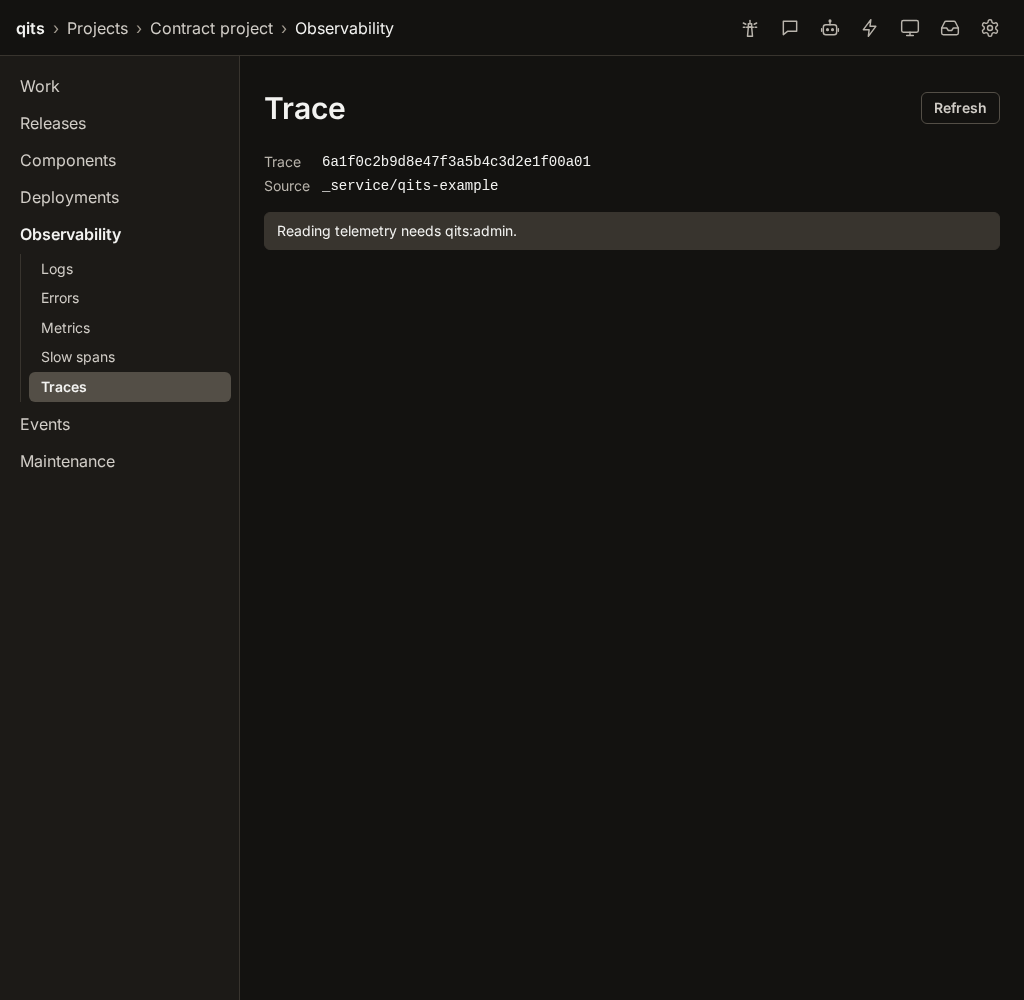 qits › Projects › Contract project › Observability
Work
Releases
Components
Deployments
Observability
Logs
Errors
Metrics
Slow spans
Traces
Events
Maintenance
Trace
Refresh
Trace 6a1f0c2b9d8e47f3a5b4c3d2e1f00a01
Source _service/qits-example
Reading telemetry needs qits:admin.